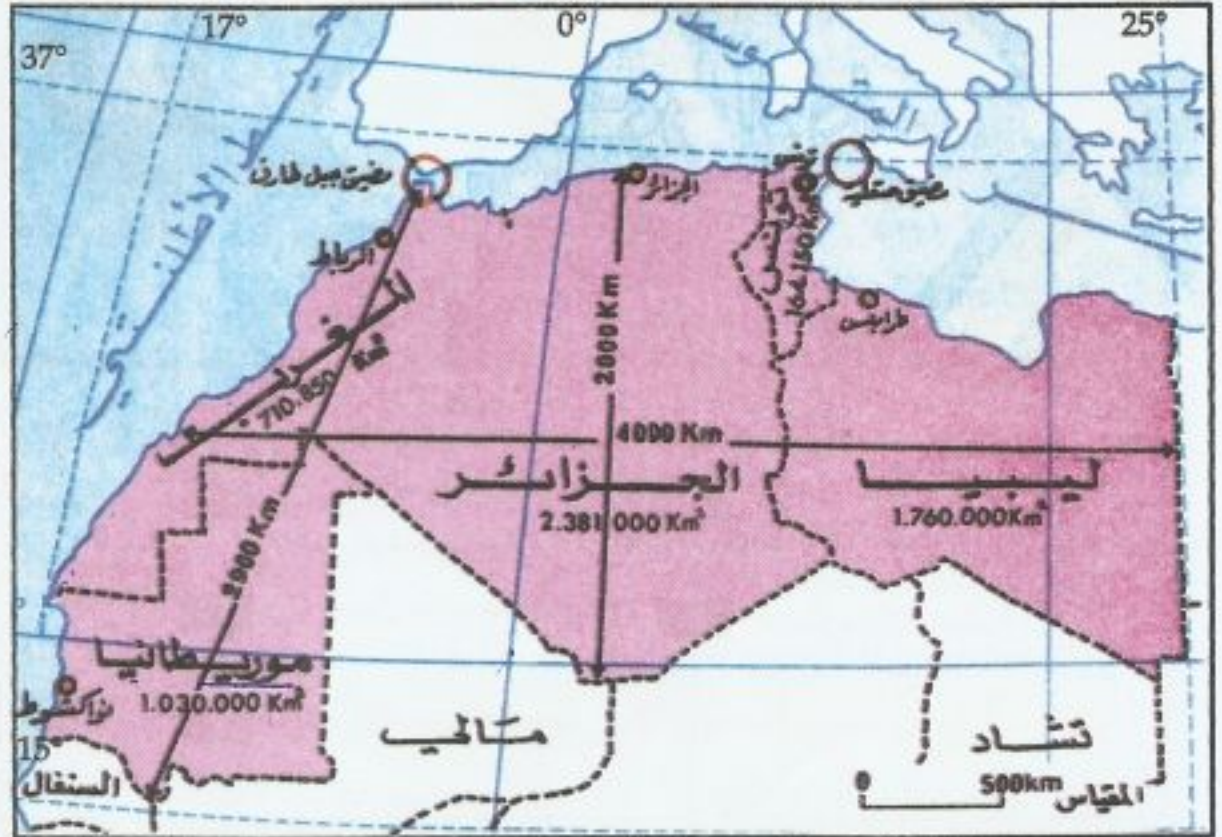 17°
0°
25°
37°
مضيق جبل طارق
الجزائر
تونس
مضيق صقلية
الرباط
تونس
164.150 Km²
طرابلس
المغرب
710.850 Km²
2000 Km
4000 Km
الجزائر
2.381.000 Km²
ليبيا
1.760.000 Km²
2900 Km
موريطانيا
1.030.000 Km²
نواكشوط
مالي
تشاد
15°
السنغال
0 500km المقياس